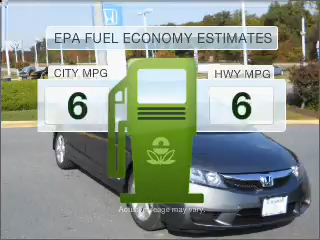 EPA FUEL ECONOMY ESTIMATES
CITY MPG
HWY MPG
6
6
Actual mileage may vary.